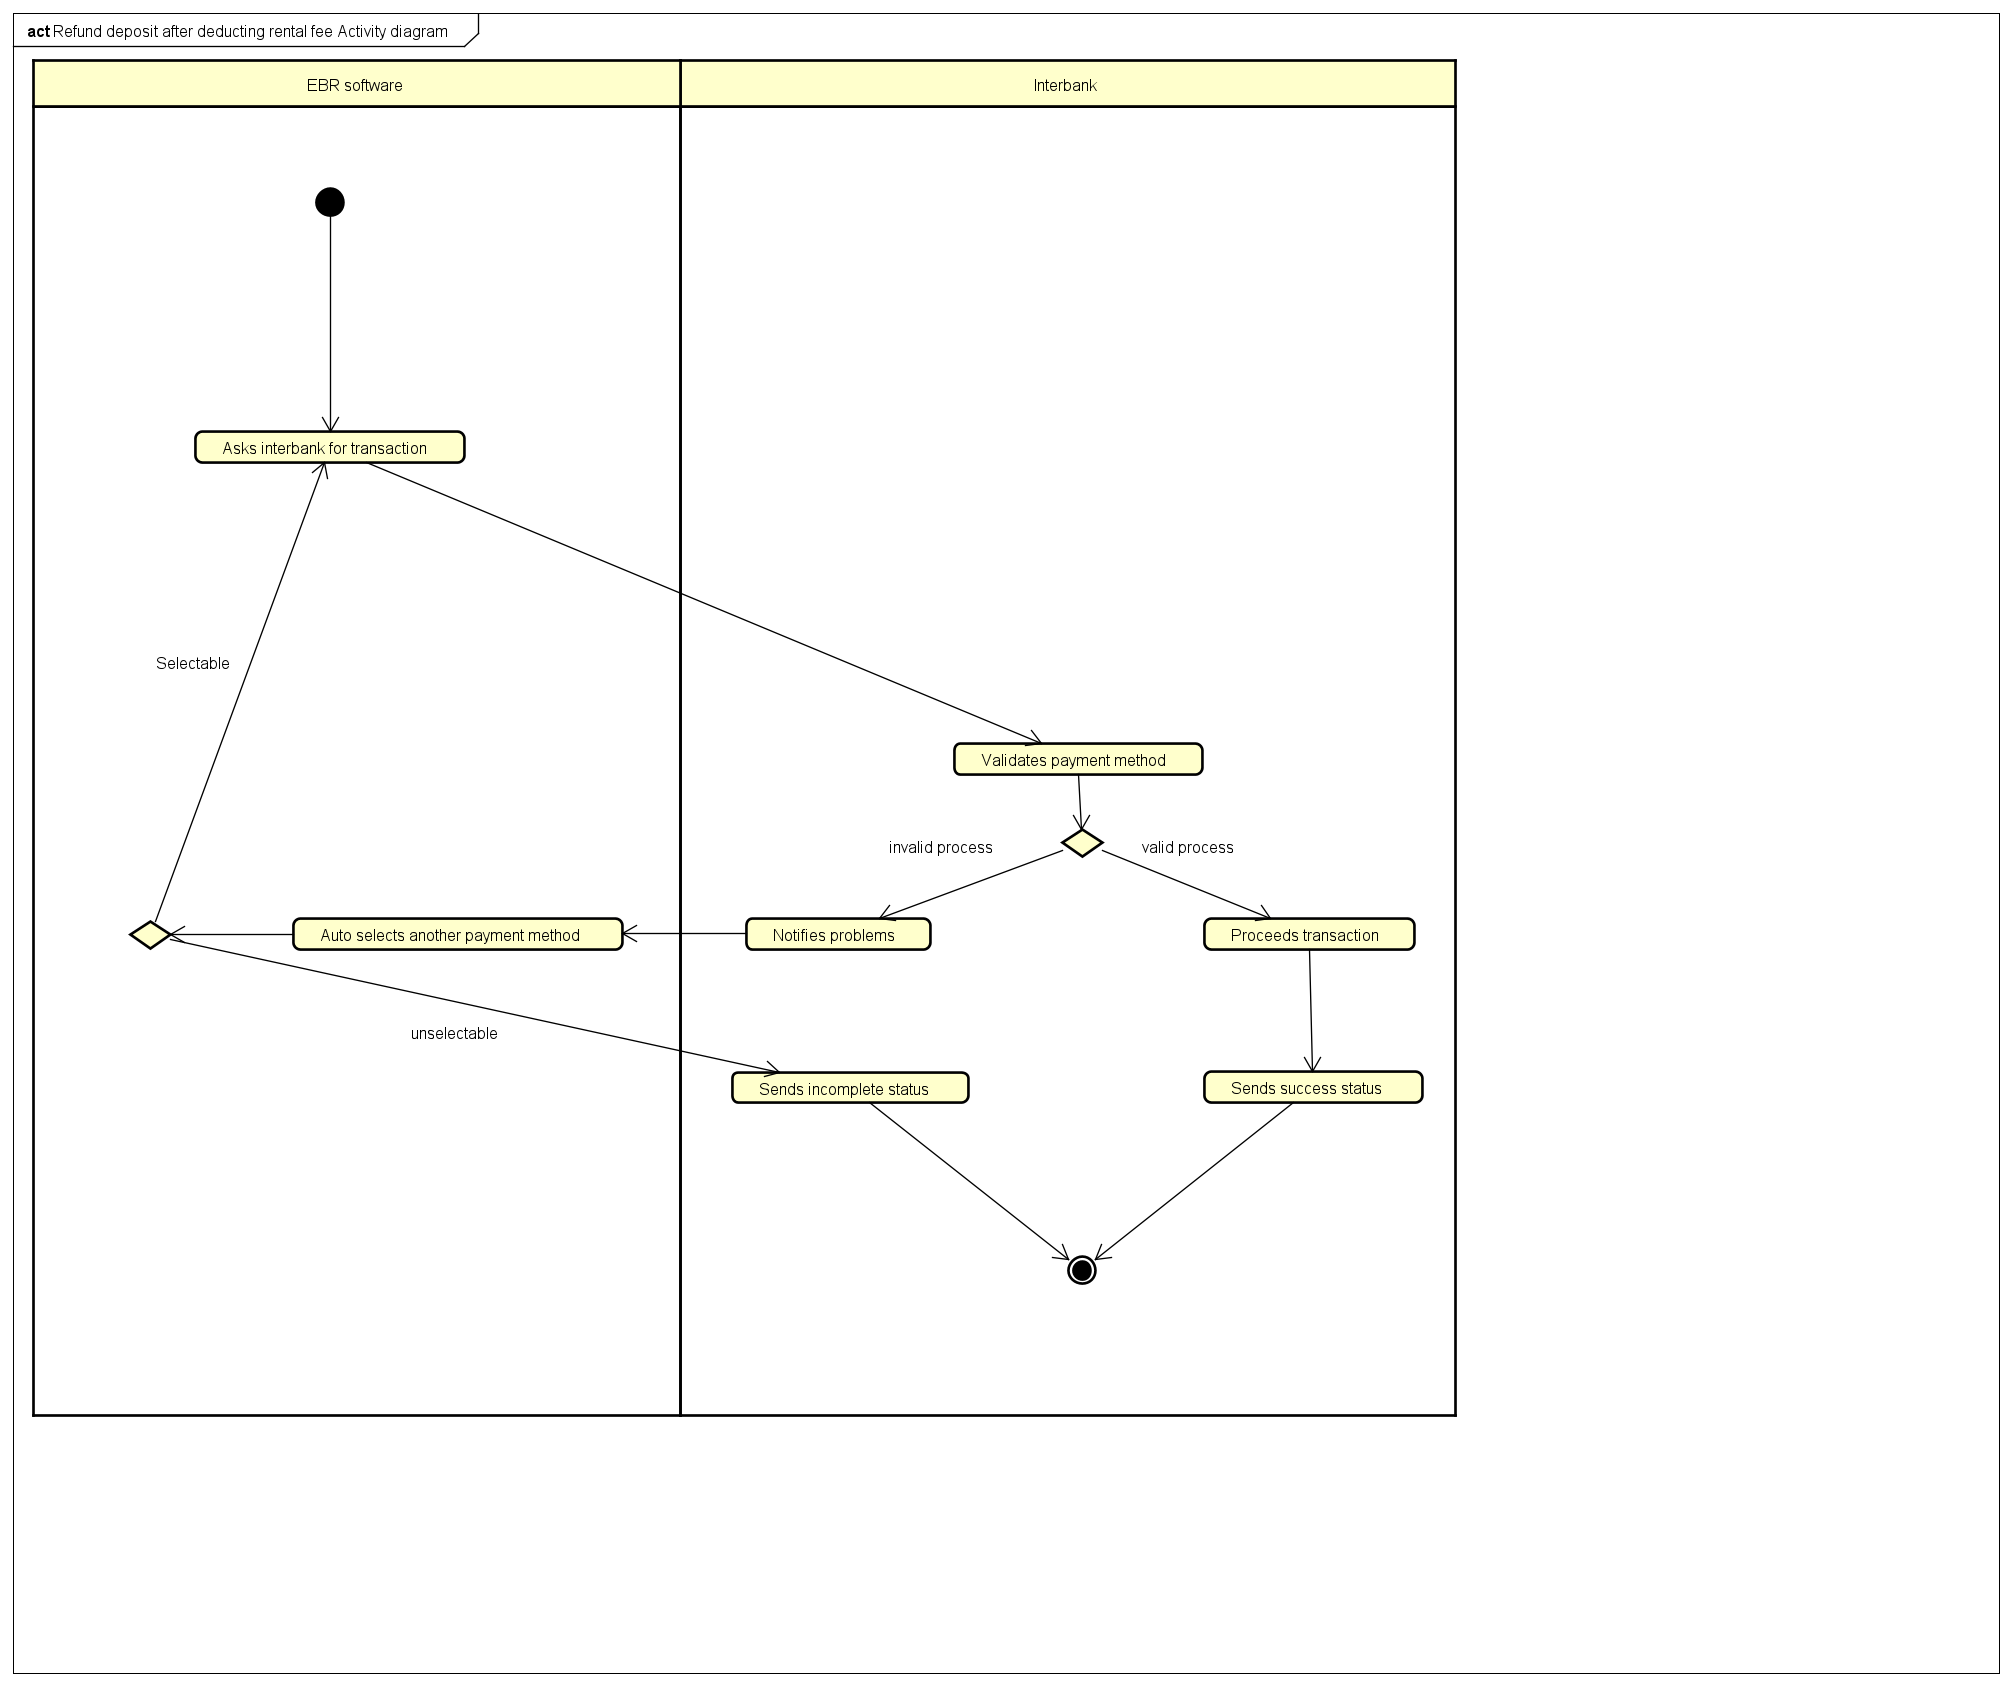 act Refund deposit after deducting rental fee Activity diagram
EBR software
Interbank
Asks interbank for transaction
Selectable
Validates payment method
invalid process
valid process
Auto selects another payment method
Notifies problems
Proceeds transaction
unselectable
Sends incomplete status
Sends success status